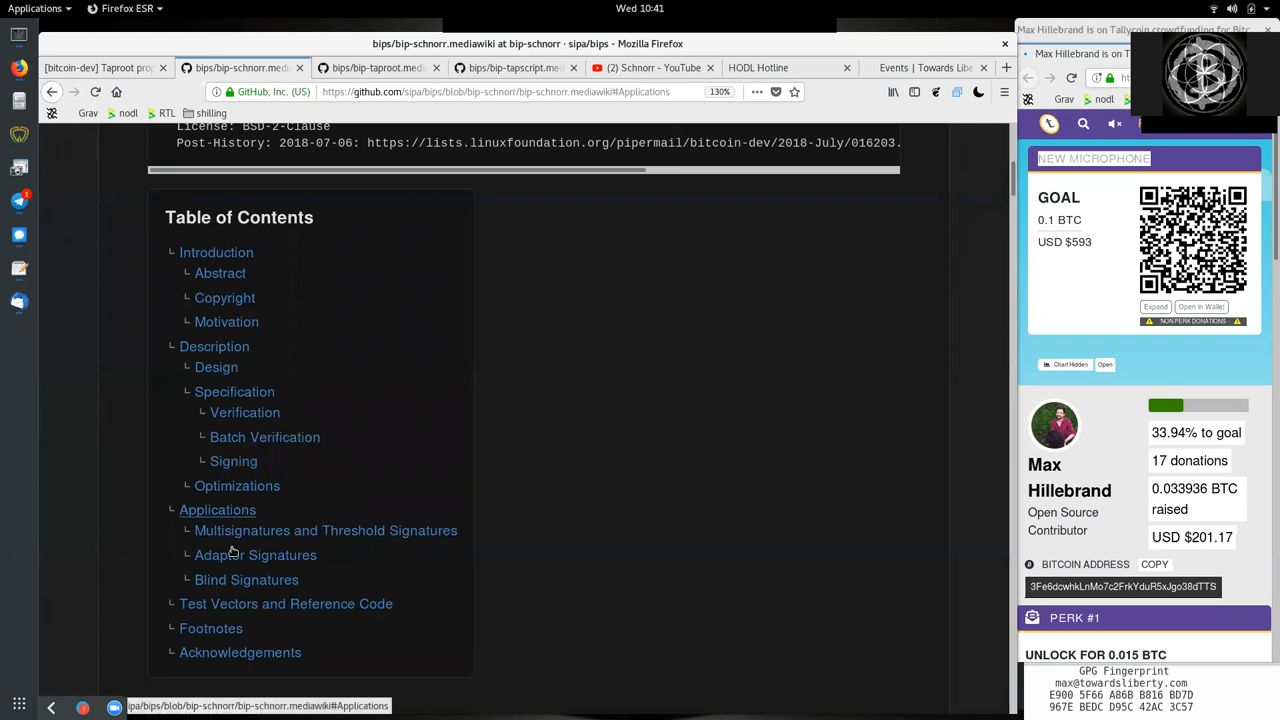 Applications
Firefox ESR
Wed 10:41
bips/bip-schnorr.mediawiki at bip-schnorr · sipa/bips - Mozilla Firefox
[bitcoin-dev] Taproot pro
bips/bip-schnorr.medi
bips/bip-taproot.med
bips/bip-tapscript.me
(2) Schnorr - YouTube
HODL Hotline
Events | Towards Libe
GitHub, Inc. (US)
https://github.com/sipa/bips/blob/bip-schnorr/bip-schnorr.mediawiki#Applications
130%
Grav
nodl
RTL
shilling
License: BSD-2-Clause
Post-History: 2018-07-06: https://lists.linuxfoundation.org/pipermail/bitcoin-dev/2018-July/016203.
Table of Contents
Introduction
Abstract
Copyright
Motivation
Description
Design
Specification
Verification
Batch Verification
Signing
Optimizations
Applications
Multisignatures and Threshold Signatures
Adaptor Signatures
Blind Signatures
Test Vectors and Reference Code
Footnotes
Acknowledgements
sipa/bips/blob/bip-schnorr/bip-schnorr.mediawiki#Applications
Max Hillebrand is on Tallycoin crowdfunding for Bitc
Max Hillebrand is on T
Grav
nodl
NEW MICROPHONE
GOAL
0.1 BTC
USD $593
Expand
Open in Wallet
NON PERK DONATIONS
Chart Hidden
Open
33.94% to goal
17 donations
0.033936 BTC
raised
USD $201.17
Max
Hillebrand
Open Source
Contributor
BITCOIN ADDRESS COPY
3Fe6dcwhkLnMo7c2FrkYduR5xJgo38dTTS
PERK #1
UNLOCK FOR 0.015 BTC
GPG Fingerprint
max@towardsliberty.com
E900 5F66 A86B B816 BD7D
967E BEDC D95C 42AC 3C57